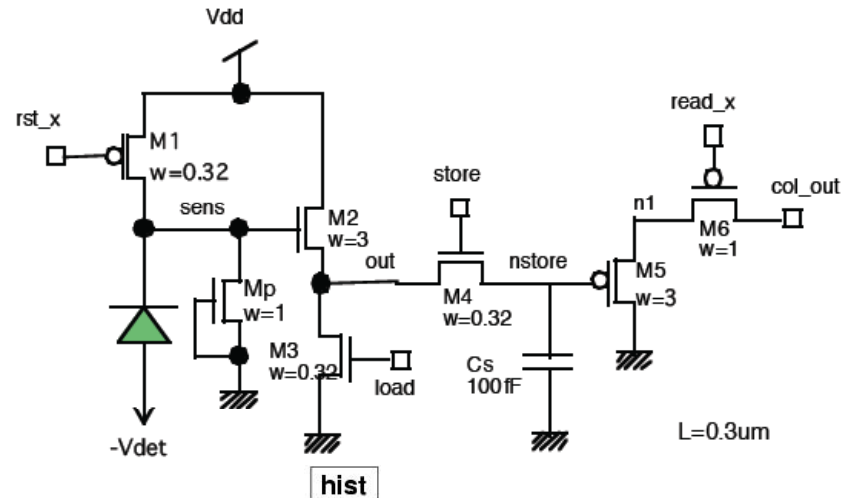 Vdd
rst_x
M1
w=0.32
sens
Mp
w=1
M2
w=3
out
M3
w=0.32
load
-Vdet
store
M4
w=0.32
nstore
Cs
100fF
read_x
n1
M6
w=1
col_out
M5
w=3
L=0.3um
hist